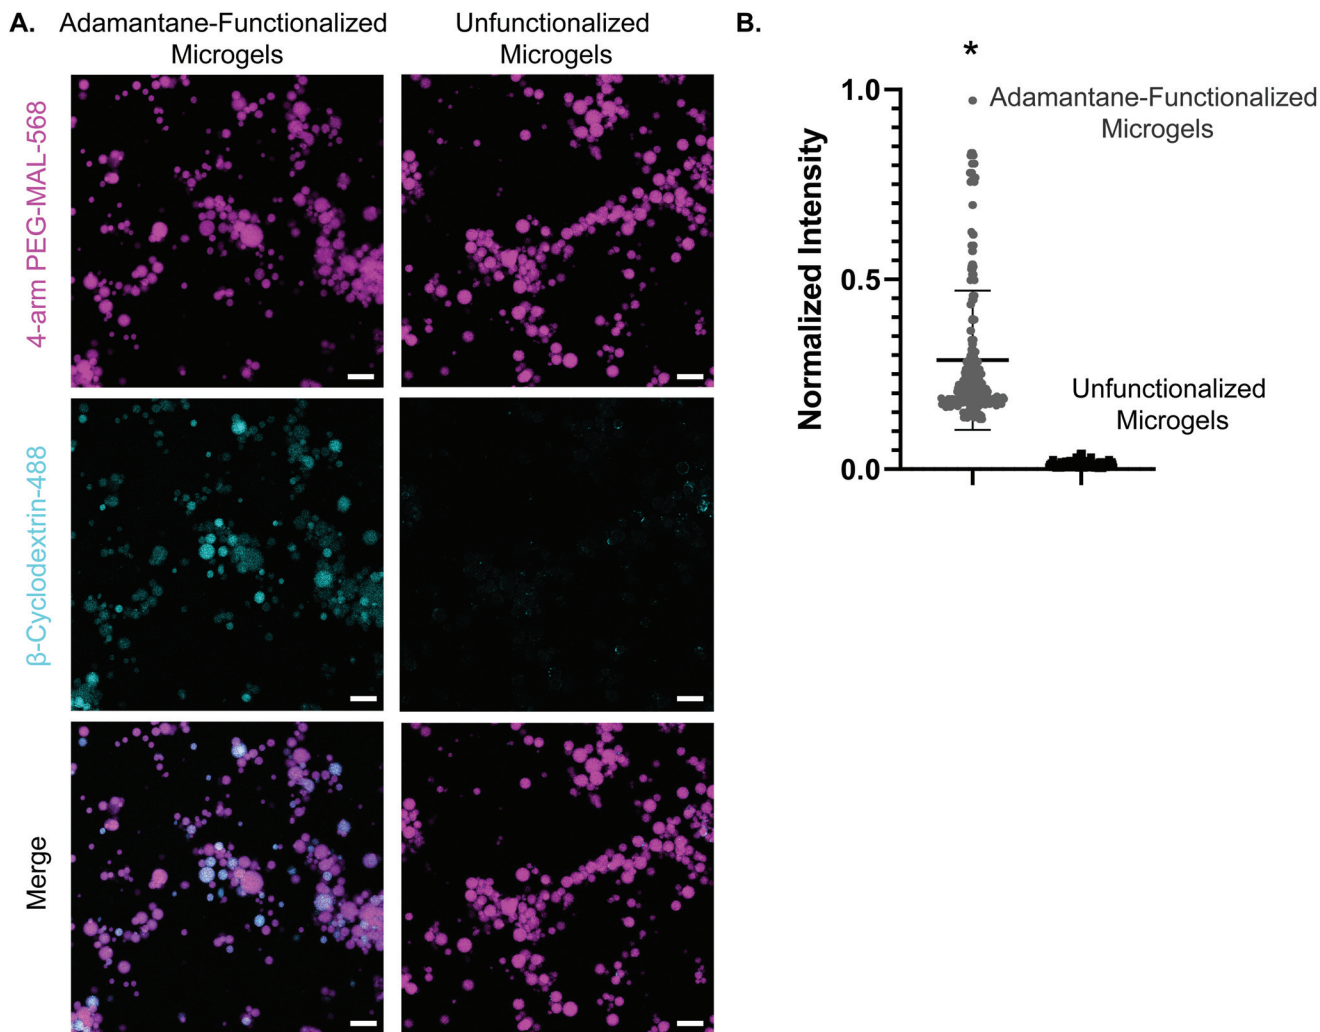 A.
Adamantane-Functionalized
Microgels
Unfunctionalized
Microgels
4-arm PEG-MAL-568
β-Cyclodextrin-488
Merge
B.
*
Normalized Intensity
1.0
0.5
0.0
Adamantane-Functionalized
Microgels
Unfunctionalized
Microgels